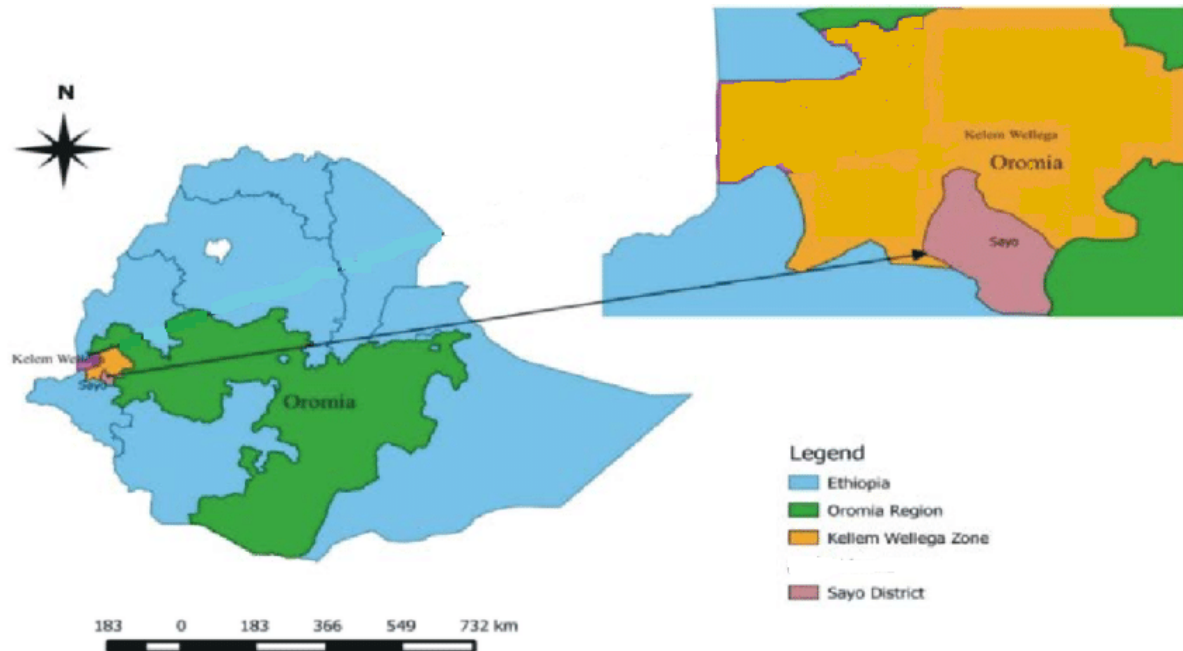 N
Kelem Wellega
Oromia
Sayo
Kelem Wellega
Sayo
Oromia
Legend
Ethiopia
Oromia Region
Kellem Wellega Zone
Sayo District
183 0 183 366 549 732 km